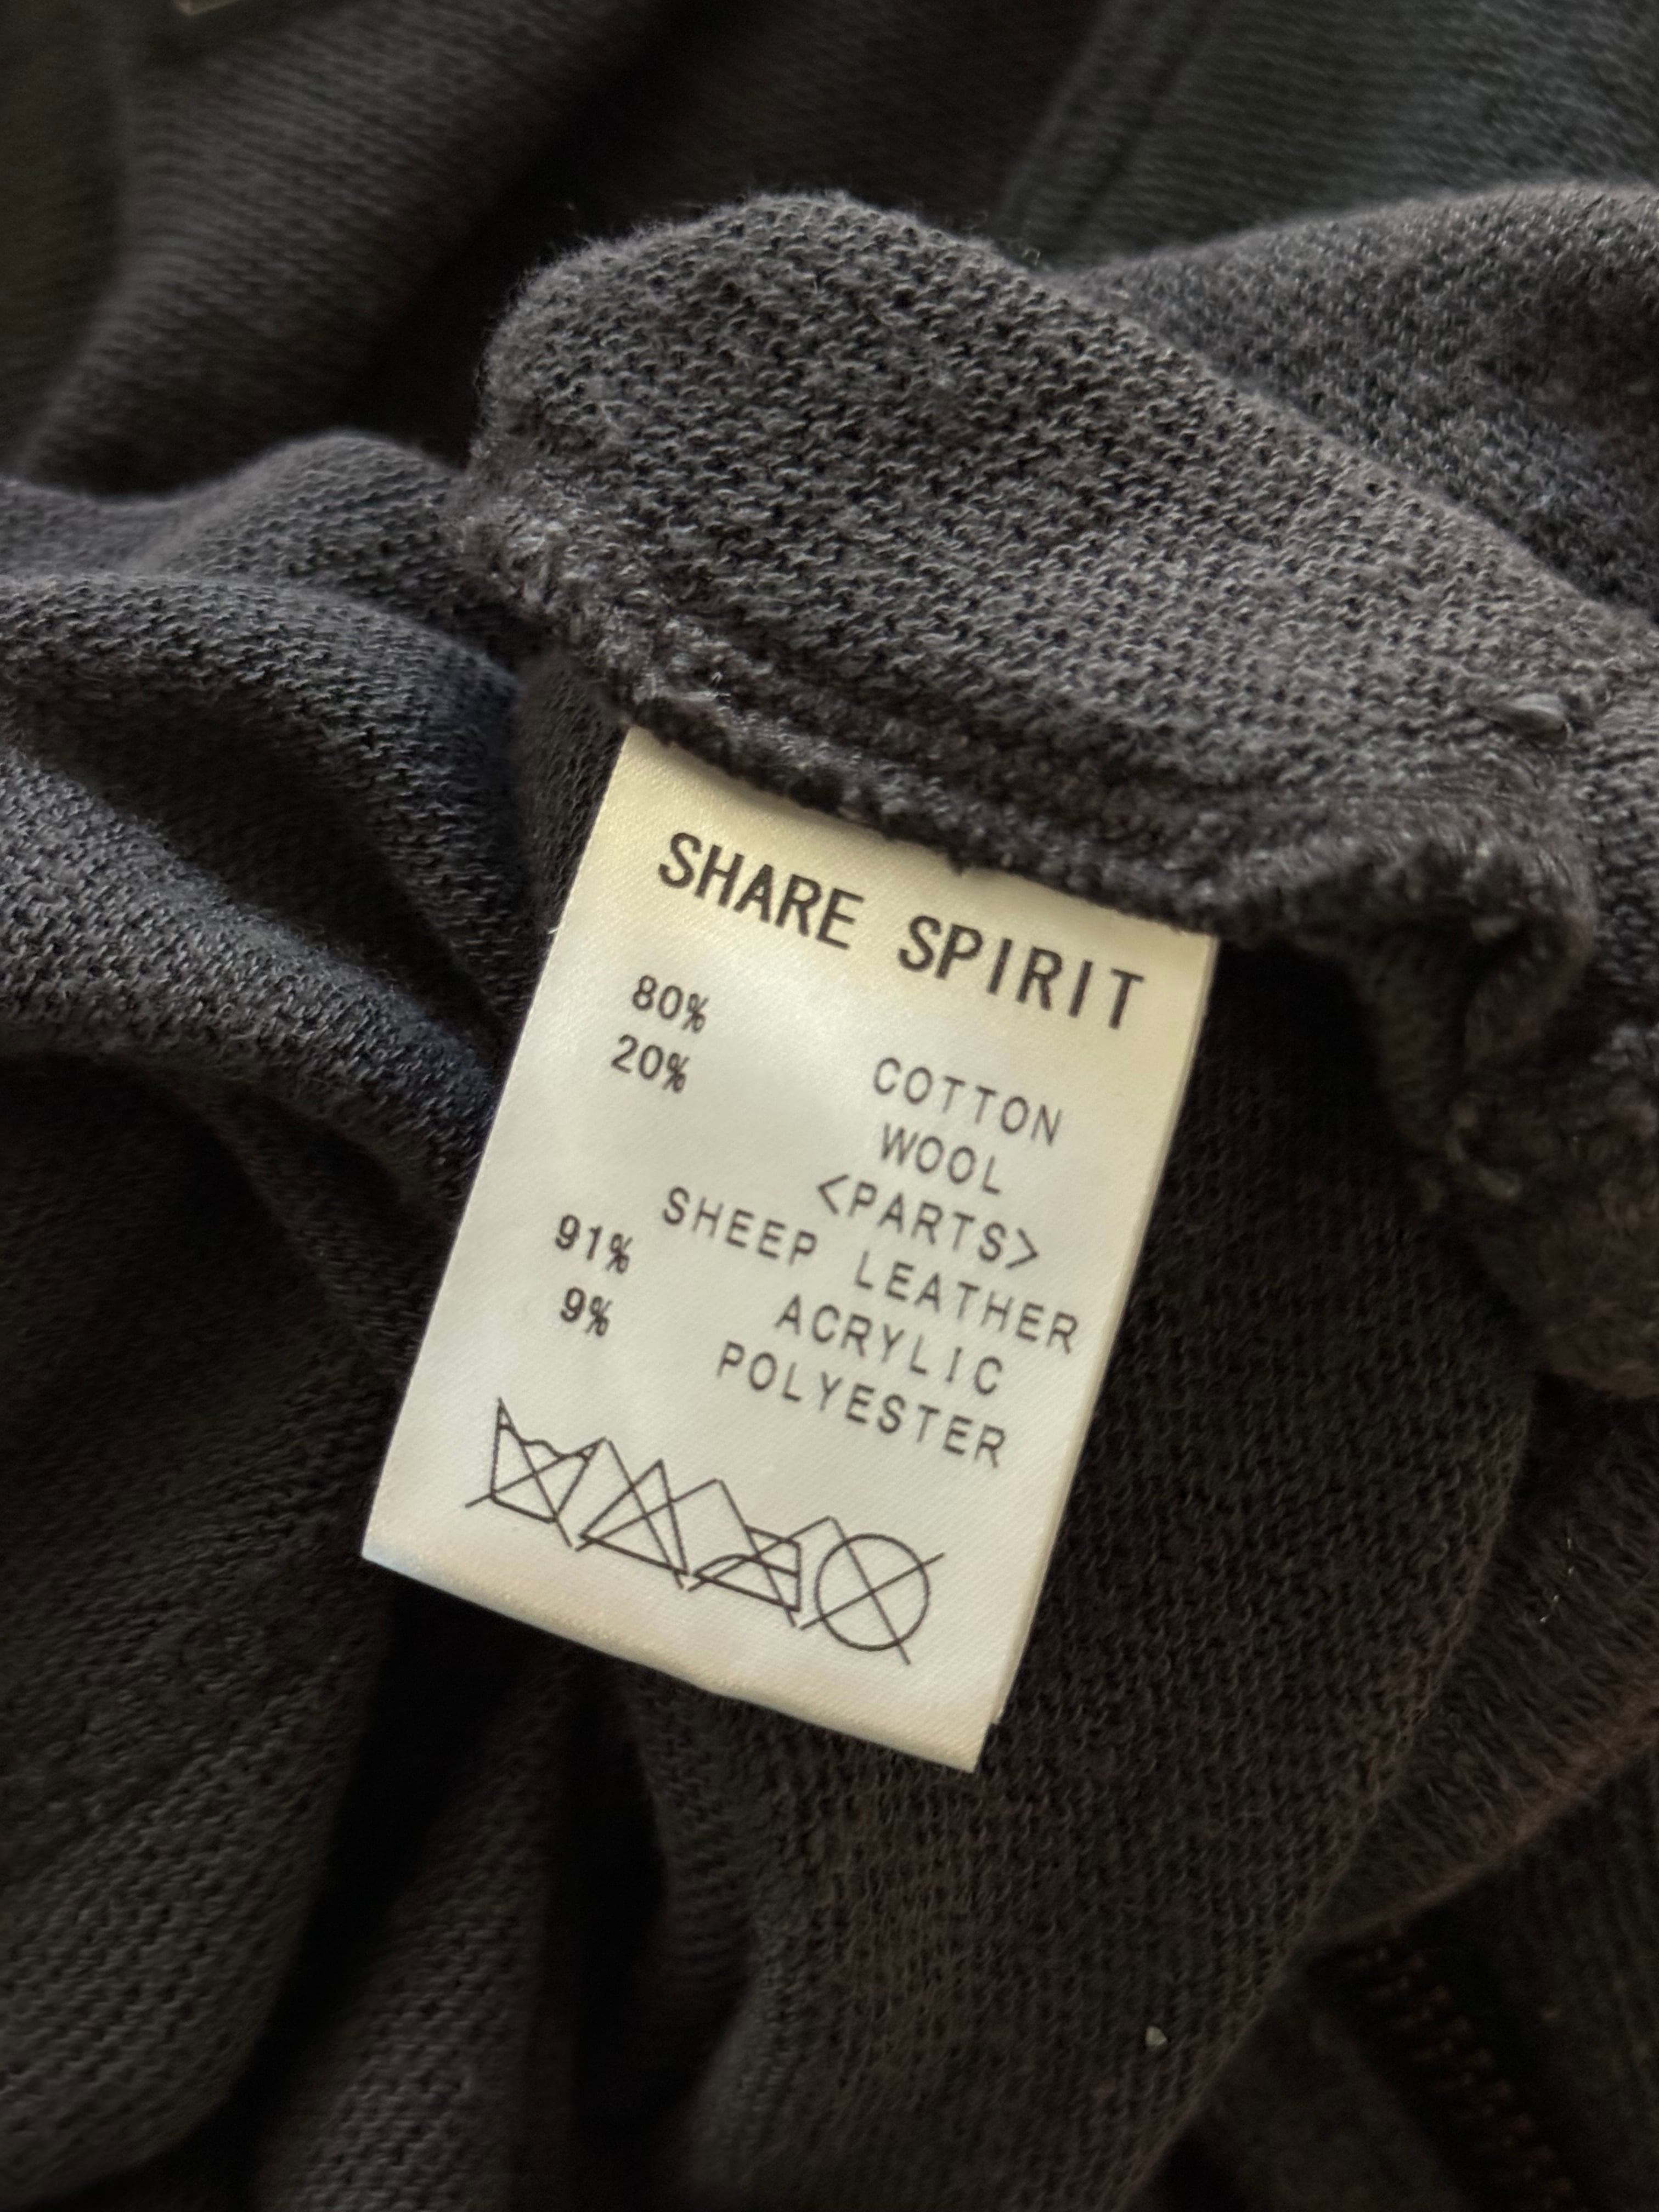 SHARE SPIRIT
80% COTTON
20% WOOL
<PARTS>
SHEEP LEATHER
91% ACRYLIC
9% POLYESTER